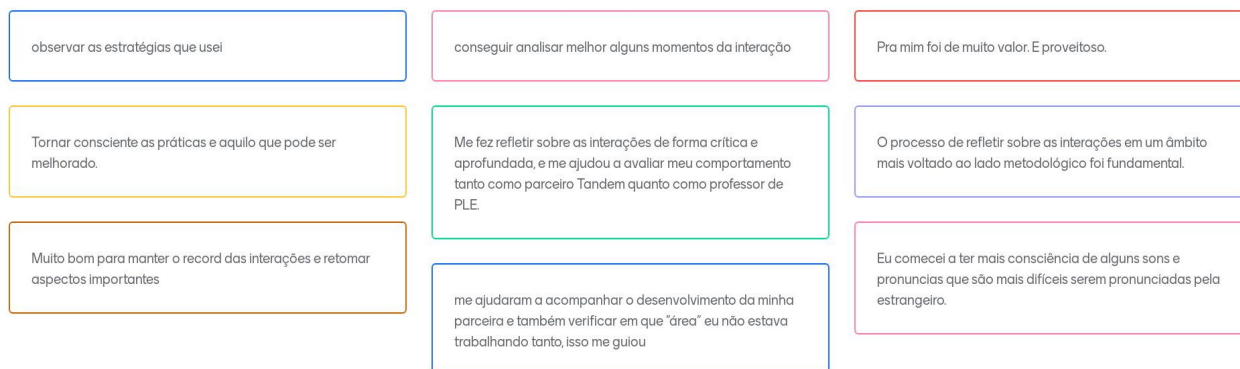 observar as estratégias que usei
Tornar consciente as práticas e aquilo que pode ser
melhorado.
Muito bom para manter o record das interações e retomar
aspectos importantes
conseguir analisar melhor alguns momentos da interação
Me fez refletir sobre as interações de forma crítica e
aprofundada, e me ajudou a avaliar meu comportamento
tanto como parceiro Tandem quanto como professor de
PLE.
me ajudaram a acompanhar o desenvolvimento da minha
parceira e também verificar em que "área" eu não estava
trabalhando tanto, isso me guiou
Pra mim foi de muito valor. E proveitoso.
O processo de refletir sobre as interações em um âmbito
mais voltado ao lado metodológico foi fundamental.
Eu comecei a ter mais consciência de alguns sons e
pronuncias que são mais difíceis serem pronunciadas pela
estrangeiro.